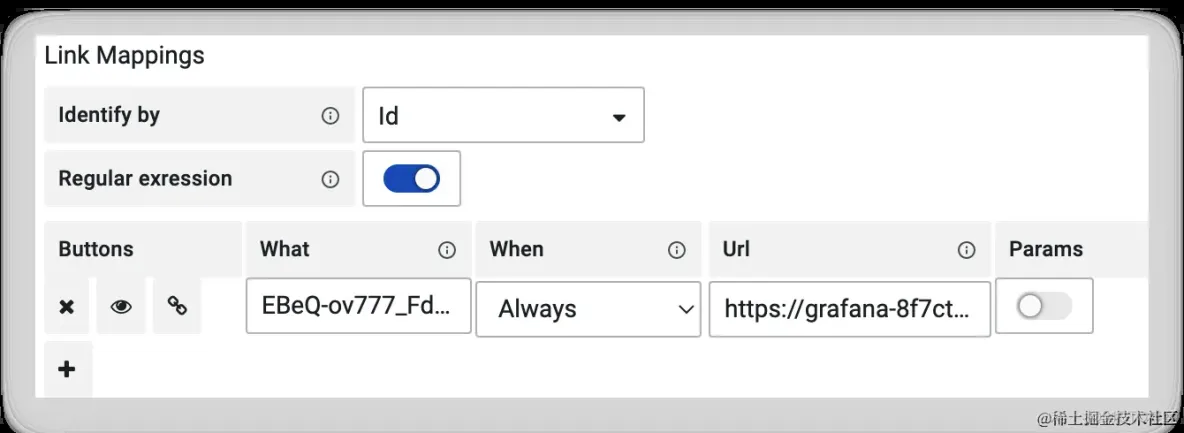 Link Mappings
Identify by
Id
Regular exression
Buttons What When Url Params
EBeQ-ov777_Fd... Always https://grafana-8f7ct...
@稀土掘金技术社区